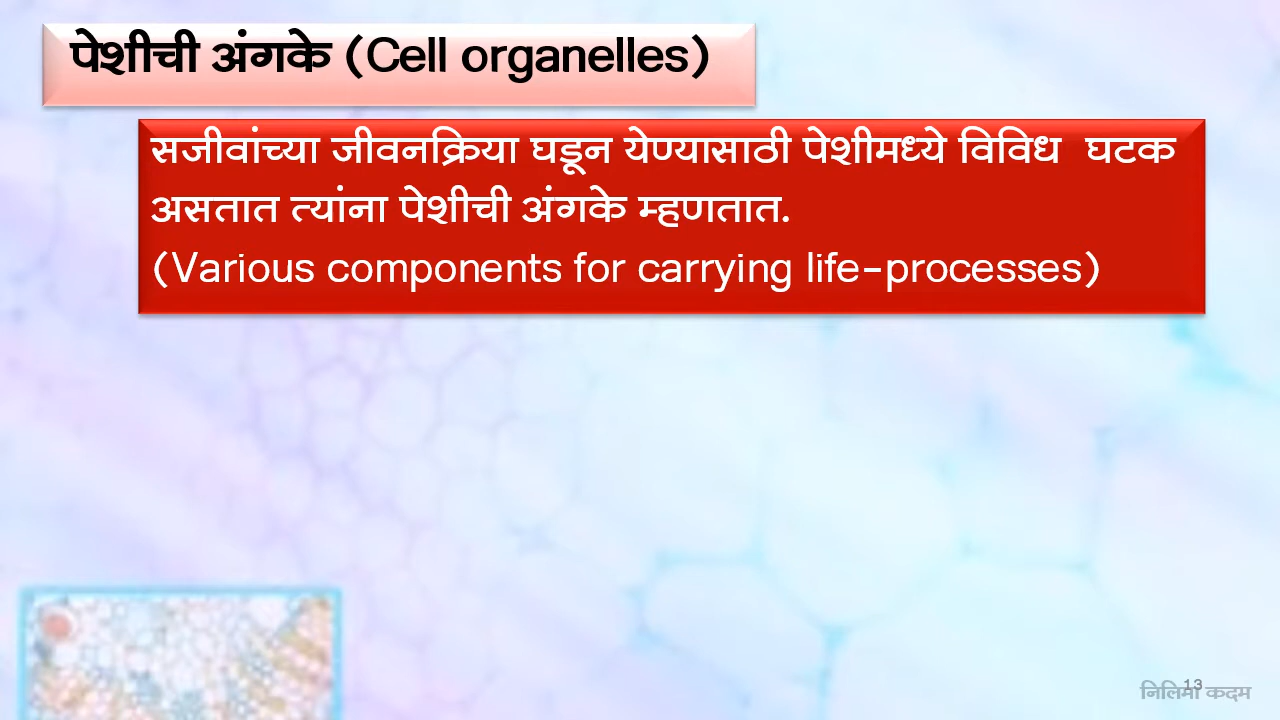 पेशीची अंगके (Cell organelles)
सजीवांच्या जीवनक्रिया घडून येण्यासाठी पेशीमध्ये विविध घटक
असतात त्यांना पेशीची अंगके म्हणतात.
(Various components for carrying life-processes)
13
निलिमा कदम